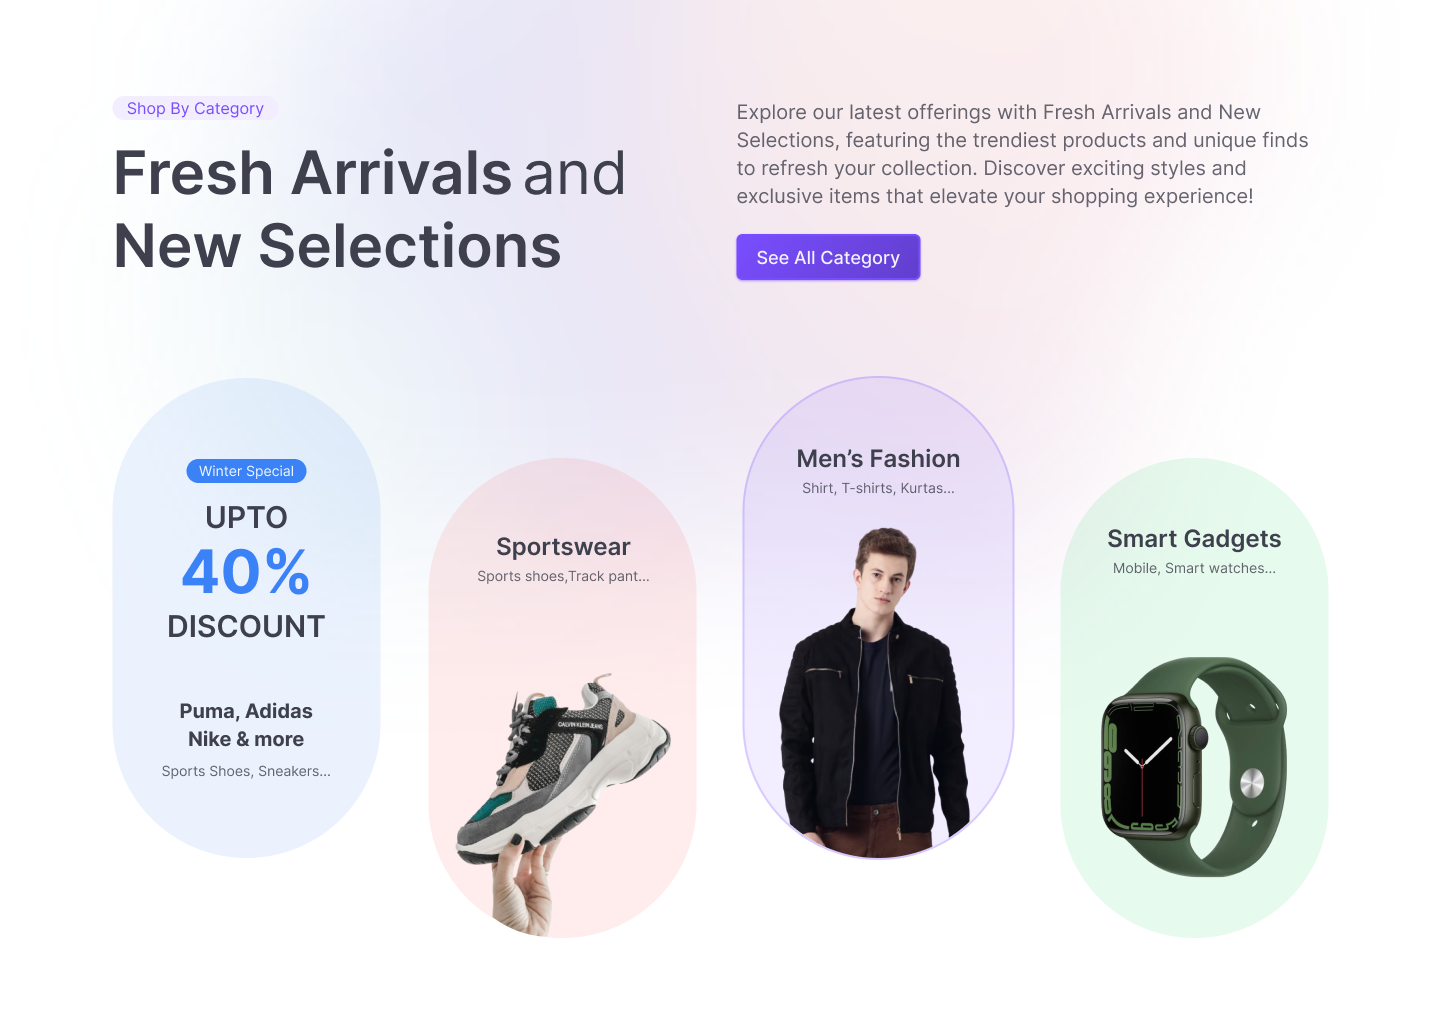 Shop By Category
Fresh Arrivals and
New Selections
Explore our latest offerings with Fresh Arrivals and New
Selections, featuring the trendiest products and unique finds
to refresh your collection. Discover exciting styles and
exclusive items that elevate your shopping experience!
See All Category
Winter Special
UPTO
40%
DISCOUNT
Puma, Adidas
Nike & more
Sports Shoes, Sneakers...
Sportswear
Sports shoes,Track pant...
CALVIN KLEIN JEANS
Men’s Fashion
Shirt, T-shirts, Kurtas...
Smart Gadgets
Mobile, Smart watches...